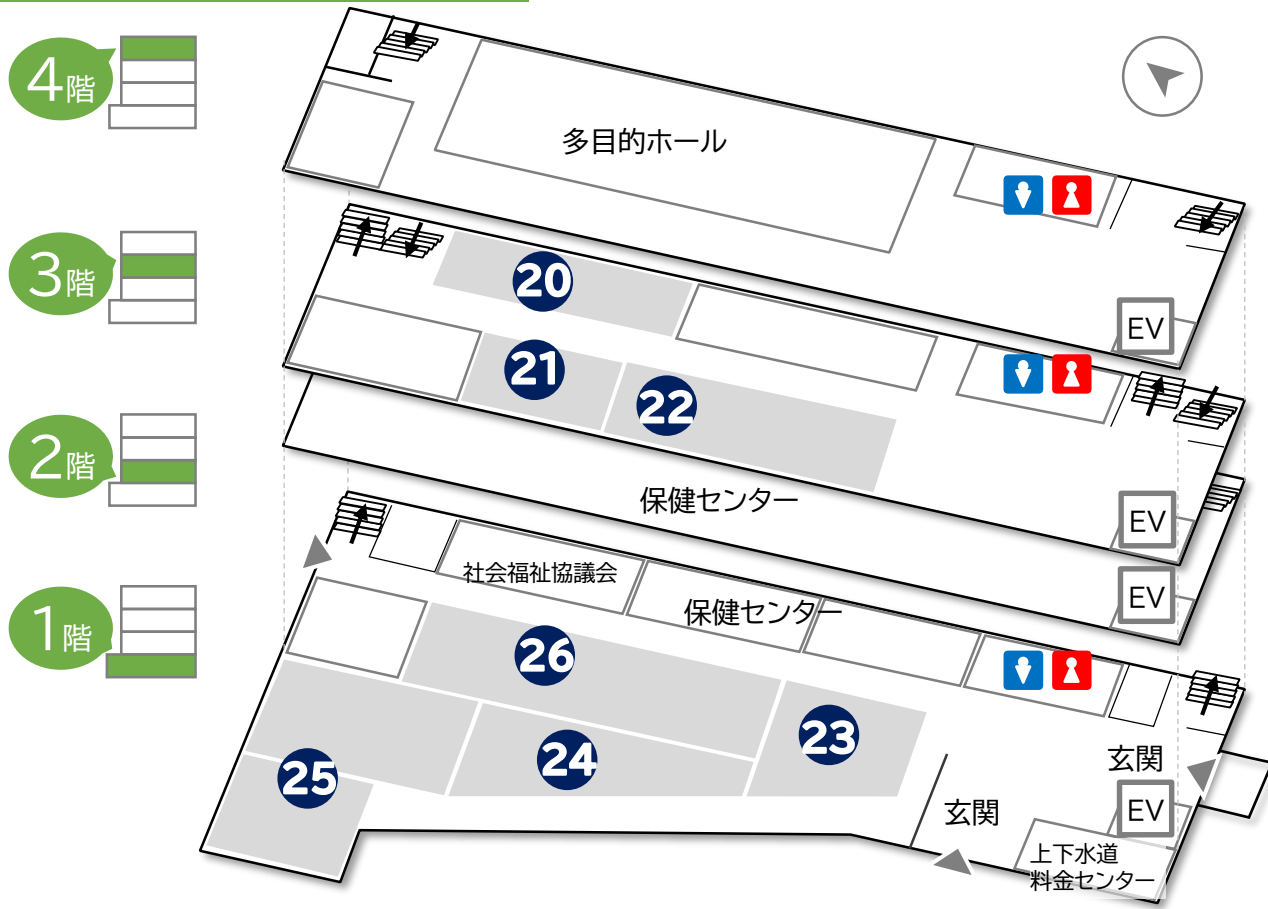 4階
多目的ホール
EV
3階
20
21
22
EV
2階
保健センター
EV
1階
社会福祉協議会
保健センター
26
23
24
25
玄関
EV
玄関
上下水道
料金センター